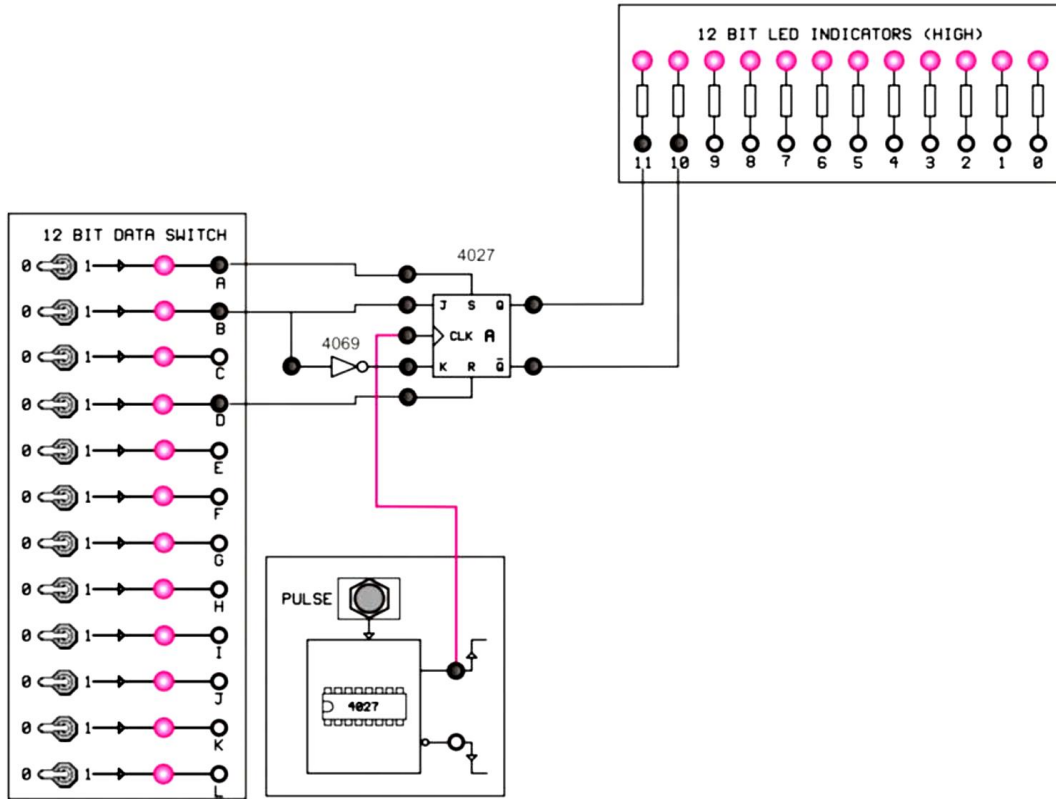 12 BIT LED INDICATORS (HIGH)
11 10 9 8 7 6 5 4 3 2 1 0
12 BIT DATA SWITCH
0 1 A
0 1 B
0 1 C
0 1 D
0 1 E
0 1 F
0 1 G
0 1 H
0 1 I
0 1 J
0 1 K
0 1 L
4027
J S Q
CLK A
K R Q̅
4069
PULSE
4027